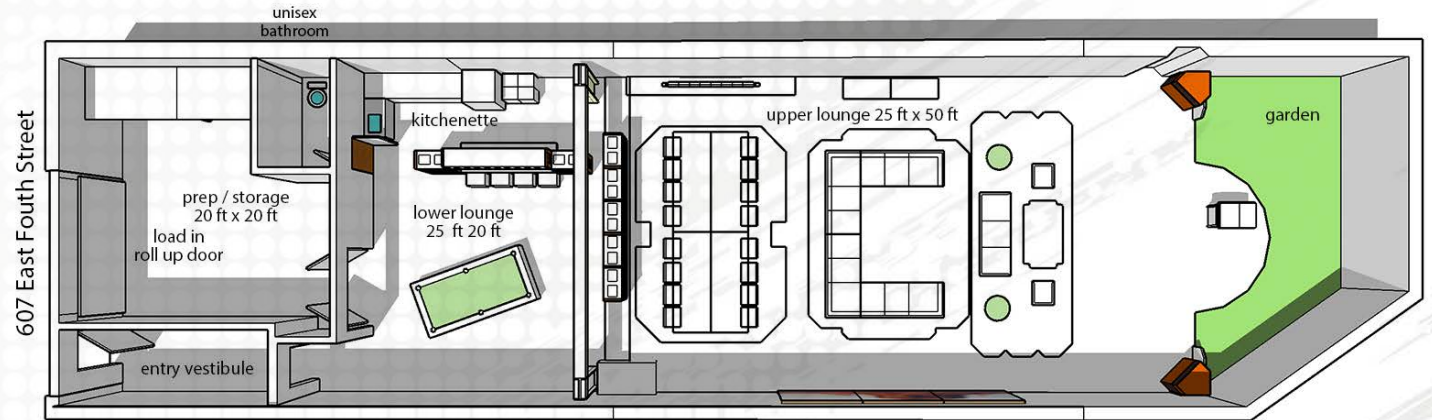 unisex
bathroom
607 East Fouth Street
kitchenette
upper lounge 25 ft x 50 ft
garden
prep / storage
20 ft x 20 ft
load in
roll up door
lower lounge
25  ft 20 ft
entry vestibule